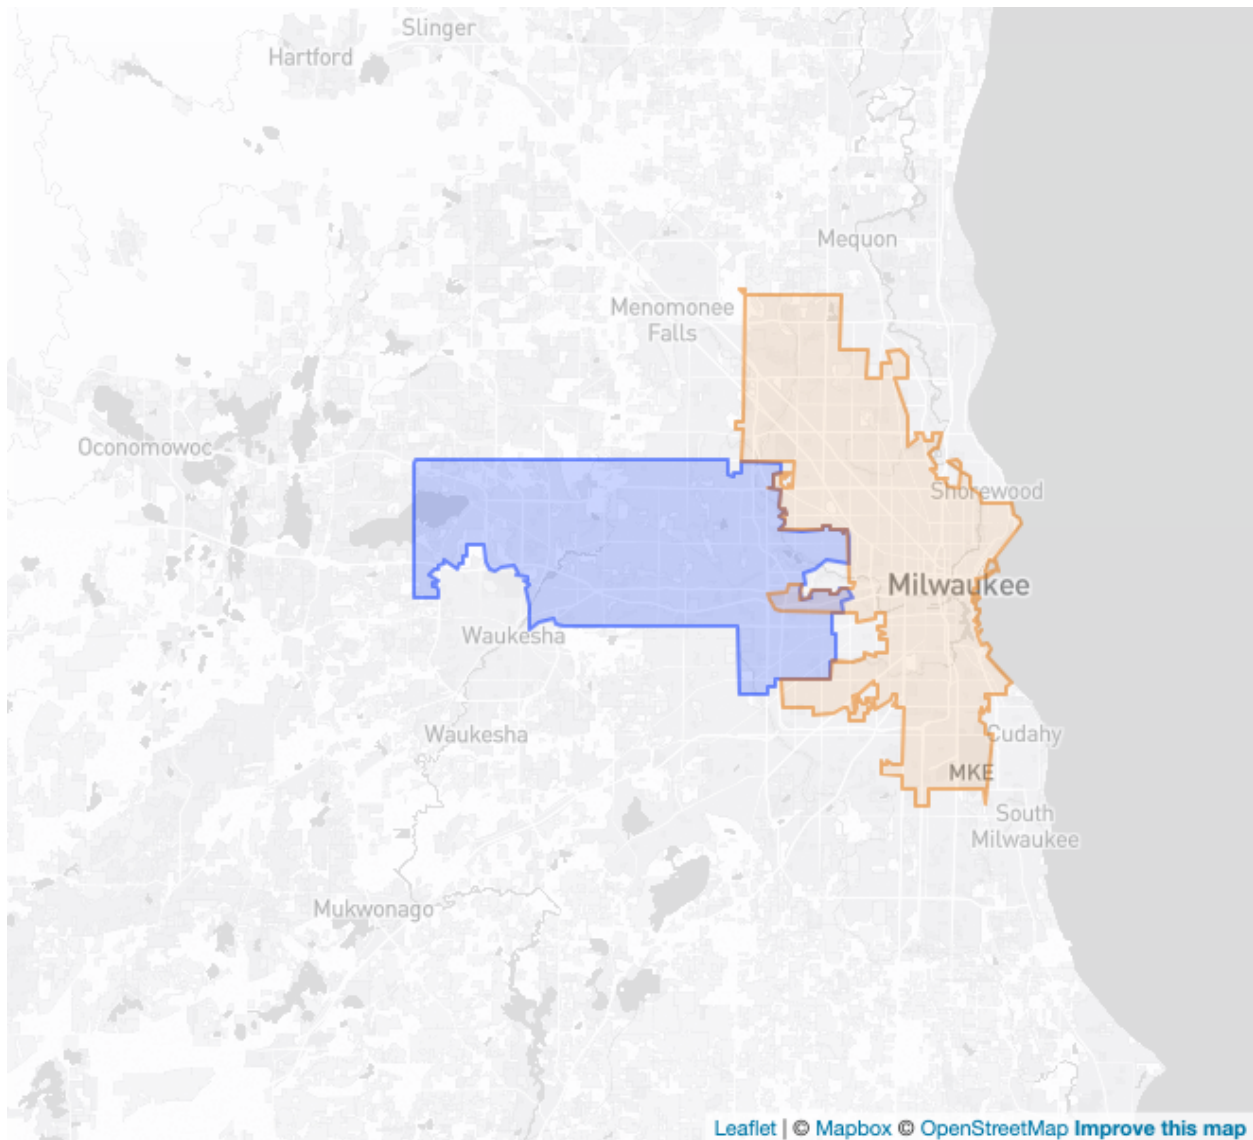 Slinger
Hartford
Mequon
Menomonee
Falls
Oconomowoc
Shorewood
Milwaukee
Waukesha
Waukesha
Cudahy
MKE
South
Milwaukee
Mukwonago
Leaflet | © Mapbox © OpenStreetMap Improve this map